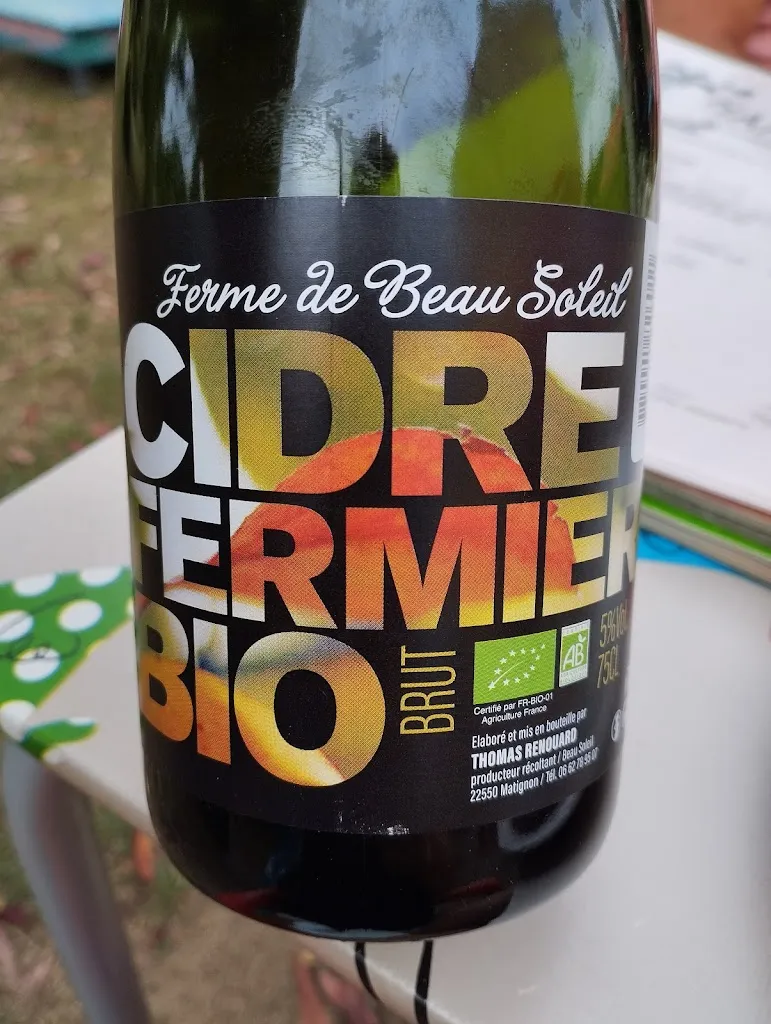 Ferme de Beau Soleil
CIDRE
FERMIER
BIO
BRUT
AB
5%Vol.
75CL
Certifié par FR-BIO-01
Agriculture France
Elaboré et mis en bouteille par
THOMAS RENOUARD
producteur récoltant / Beau Soleil
22550 Matignon / Tél. 06 62 78 95 07